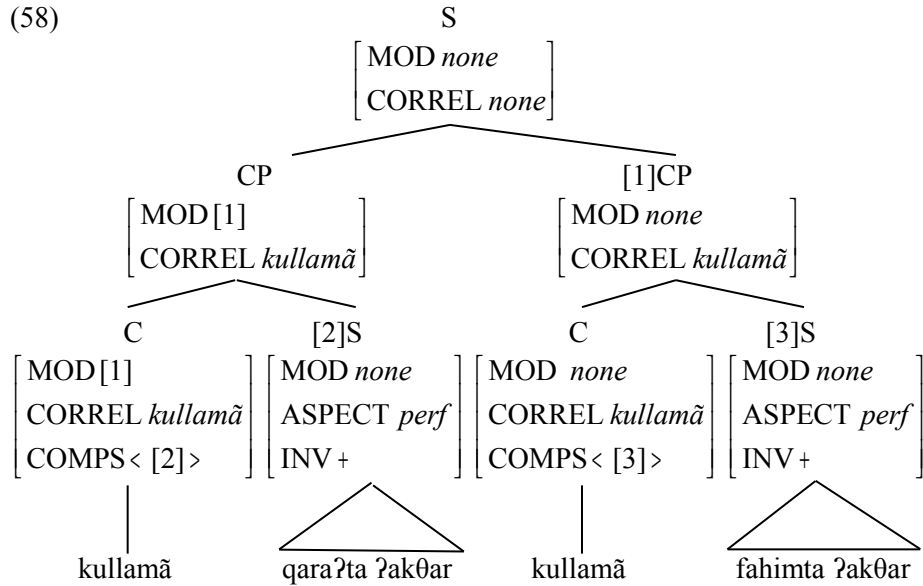 (58) S
[ MOD none ]
[ CORREL none ]
CP [1]CP
[ MOD [1] ] [ MOD none ]
[ CORREL kullamã ] [ CORREL kullamã ]
C [2]S C [3]S
[ MOD [1] ] [ MOD none ] [ MOD none ] [ MOD none ]
[ CORREL kullamã ] [ ASPECT perf ] [ CORREL kullamã ] [ ASPECT perf ]
[ COMPS < [2] > ] [ INV + ] [ COMPS < [3] > ] [ INV + ]
kullamã qaraʔta ʔakθar kullamã fahimta ʔakθar